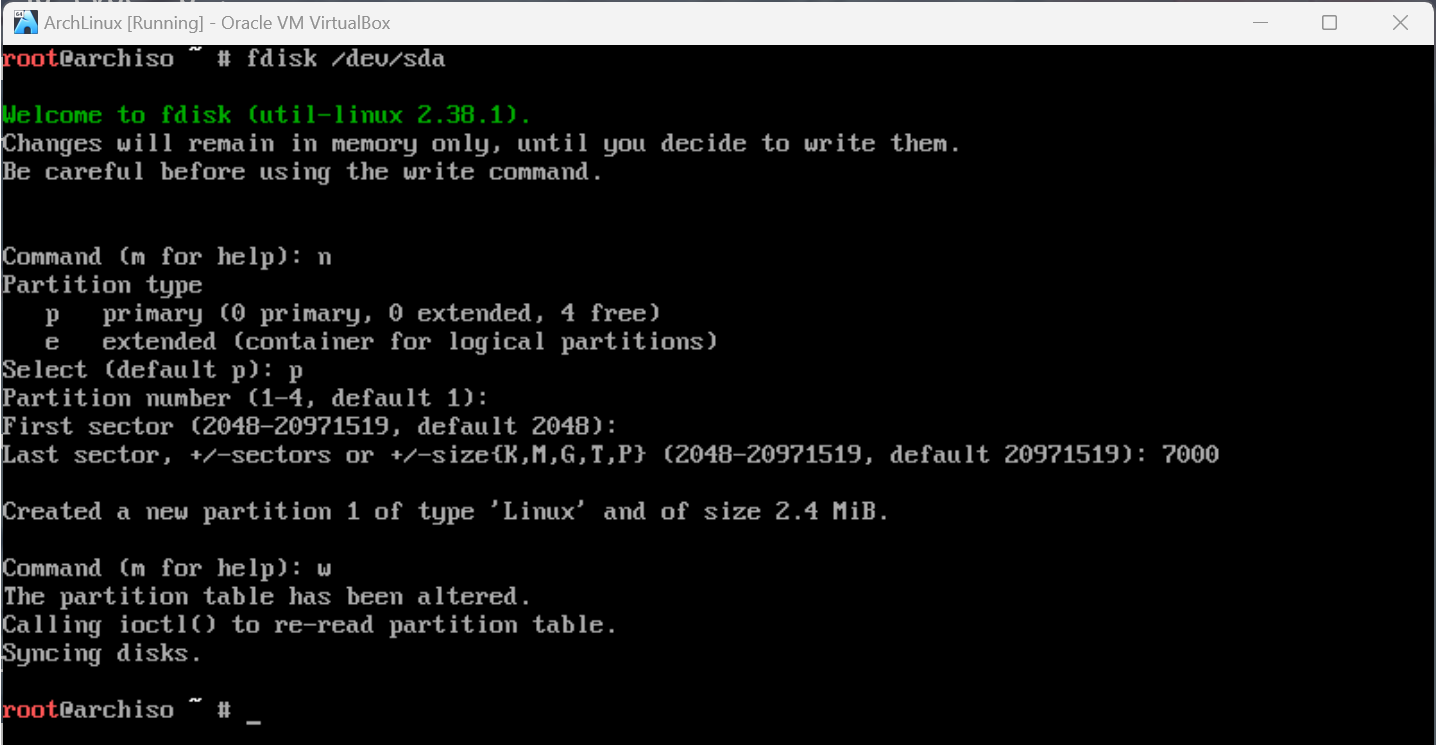 ArchLinux [Running] - Oracle VM VirtualBox
root@archiso ~ # fdisk /dev/sda
Welcome to fdisk (util-linux 2.38.1).
Changes will remain in memory only, until you decide to write them.
Be careful before using the write command.
Command (m for help): n
Partition type
   p   primary (0 primary, 0 extended, 4 free)
   e   extended (container for logical partitions)
Select (default p): p
Partition number (1-4, default 1):
First sector (2048-20971519, default 2048):
Last sector, +/-sectors or +/-size{K,M,G,T,P} (2048-20971519, default 20971519): 7000
Created a new partition 1 of type 'Linux' and of size 2.4 MiB.
Command (m for help): w
The partition table has been altered.
Calling ioctl() to re-read partition table.
Syncing disks.
root@archiso ~ # _